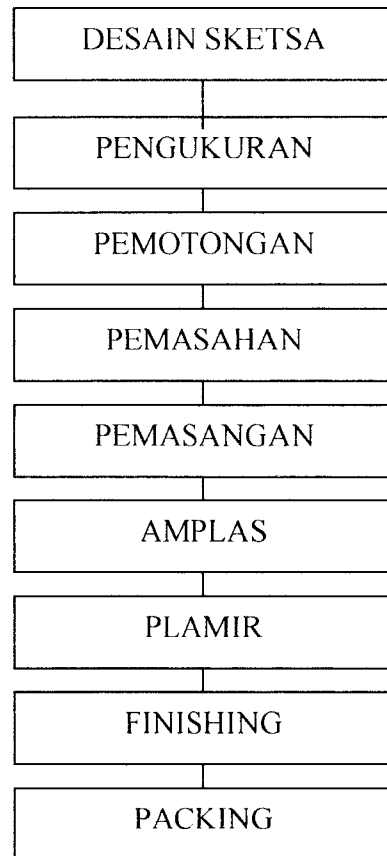 DESAIN SKETSA
PENGUKURAN
PEMOTONGAN
PEMASAHAN
PEMASANGAN
AMPLAS
PLAMIR
FINISHING
PACKING